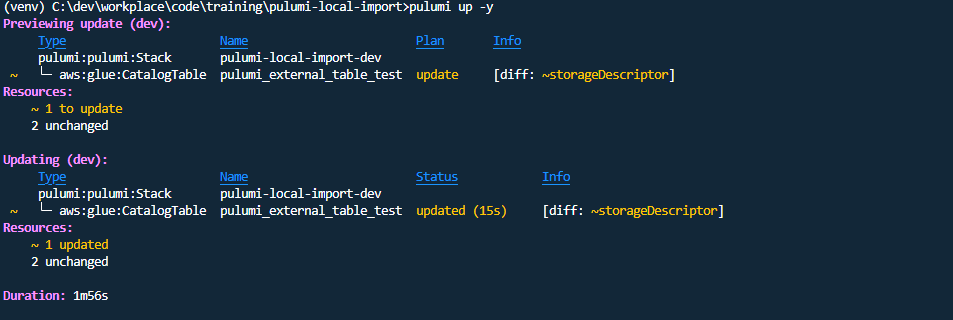 (venv) C:\dev\workplace\code\training\pulumi-local-import>pulumi up -y
Previewing update (dev):
     Type                      Name                         Plan       Info
     pulumi:pulumi:Stack       pulumi-local-import-dev
 ~   └─ aws:glue:CatalogTable  pulumi_external_table_test   update     [diff: ~storageDescriptor]
Resources:
    ~ 1 to update
    2 unchanged
Updating (dev):
     Type                      Name                         Status            Info
     pulumi:pulumi:Stack       pulumi-local-import-dev
 ~   └─ aws:glue:CatalogTable  pulumi_external_table_test   updated (15s)     [diff: ~storageDescriptor]
Resources:
    ~ 1 updated
    2 unchanged
Duration: 1m56s